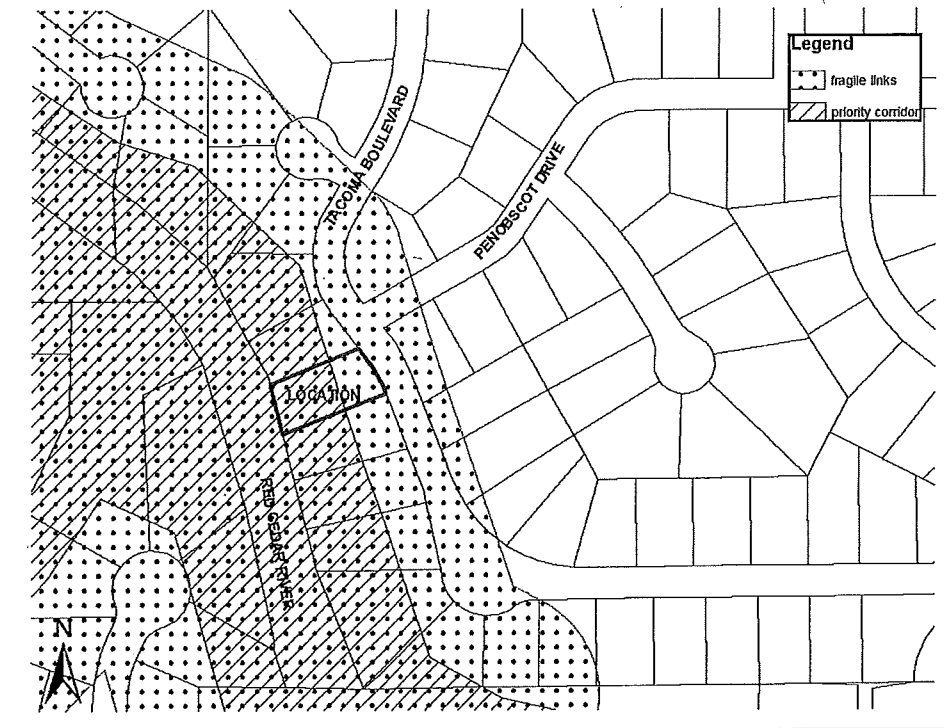 Legend
fragile links
priority corridor
TACOMA BOULEVARD
PENOBSCOT DRIVE
LOCATION
RED CEDAR RIVER
N